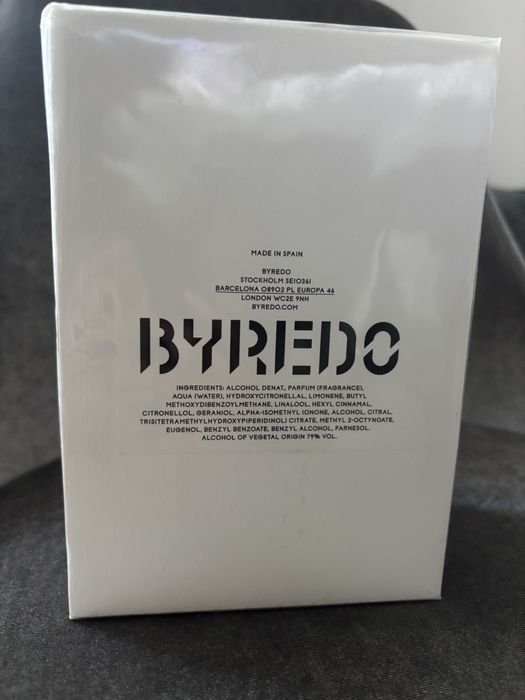 MADE IN SPAIN
BYREDO
STOCKHOLM SE10361
BARCELONA 08902 PL EUROPA 46
LONDON WC2E 9NH
BYREDO.COM
BYREDO
INGREDIENTS: ALCOHOL DENAT., PARFUM (FRAGRANCE),
AQUA (WATER), HYDROXYCITRONELLAL, LIMONENE, BUTYL
METHOXYDIBENZOYLMETHANE, LINALOOL, HEXYL CINNAMAL,
CITRONELLOL, GERANIOL, ALPHA-ISOMETHYL IONONE, ALCOHOL, CITRAL,
TRIS(TETRAMETHYLHYDROXYPIPERIDINOL) CITRATE, METHYL 2-OCTYNOATE,
EUGENOL, BENZYL BENZOATE, BENZYL ALCOHOL, FARNESOL.
ALCOHOL OF VEGETAL ORIGIN 79% VOL.